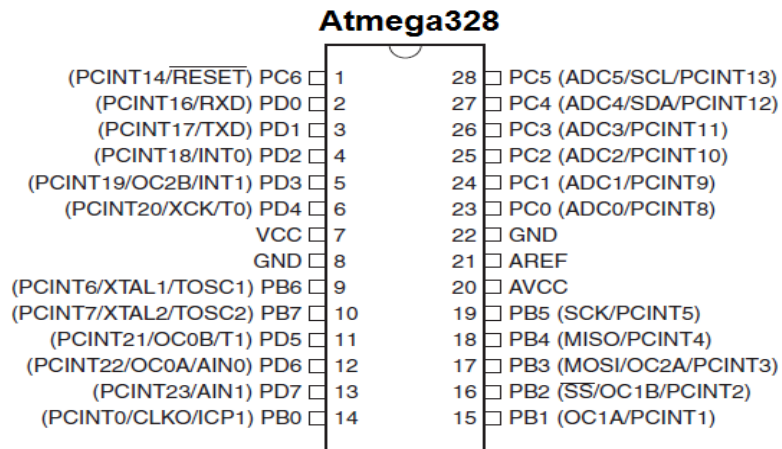 Atmega328
(PCINT14/RESET) PC6 1 28 PC5 (ADC5/SCL/PCINT13)
(PCINT16/RXD) PD0 2 27 PC4 (ADC4/SDA/PCINT12)
(PCINT17/TXD) PD1 3 26 PC3 (ADC3/PCINT11)
(PCINT18/INT0) PD2 4 25 PC2 (ADC2/PCINT10)
(PCINT19/OC2B/INT1) PD3 5 24 PC1 (ADC1/PCINT9)
(PCINT20/XCK/T0) PD4 6 23 PC0 (ADC0/PCINT8)
VCC 7 22 GND
GND 8 21 AREF
(PCINT6/XTAL1/TOSC1) PB6 9 20 AVCC
(PCINT7/XTAL2/TOSC2) PB7 10 19 PB5 (SCK/PCINT5)
(PCINT21/OC0B/T1) PD5 11 18 PB4 (MISO/PCINT4)
(PCINT22/OC0A/AIN0) PD6 12 17 PB3 (MOSI/OC2A/PCINT3)
(PCINT23/AIN1) PD7 13 16 PB2 (SS/OC1B/PCINT2)
(PCINT0/CLKO/ICP1) PB0 14 15 PB1 (OC1A/PCINT1)